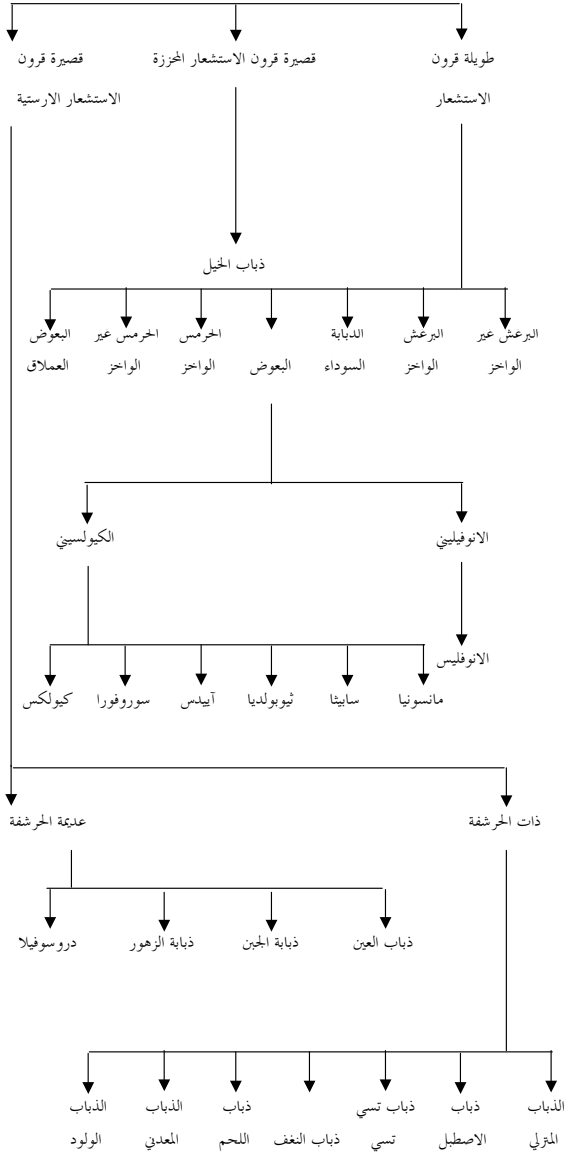 طويلة قرون
الاستشعار
قصيرة قرون الاستشعار المحززة
قصيرة قرون
الاستشعار الارستية
ذباب الخيل
البرغش غير
الواخز
البرغش
الواخز
الدبابة
السوداء
البعوض
الحرمس
الواخز
الحرمس عير
الواخز
البعوض
العملاق
الانوفيليني
الكيولسيني
الانوفليس
مانسونيا
سابيثا
ثيوبولديا
آييدس
سوروفورا
كيولكس
ذات الحرشفة
عديمة الحرشفة
ذباب العين
ذبابة الجبن
ذبابة الزهور
دروسوفيلا
الذباب
المترلي
ذباب
الاصطبل
ذباب تسي
تسي
ذباب النغف
ذباب
اللحم
الذباب
المعدني
الذباب
الولود